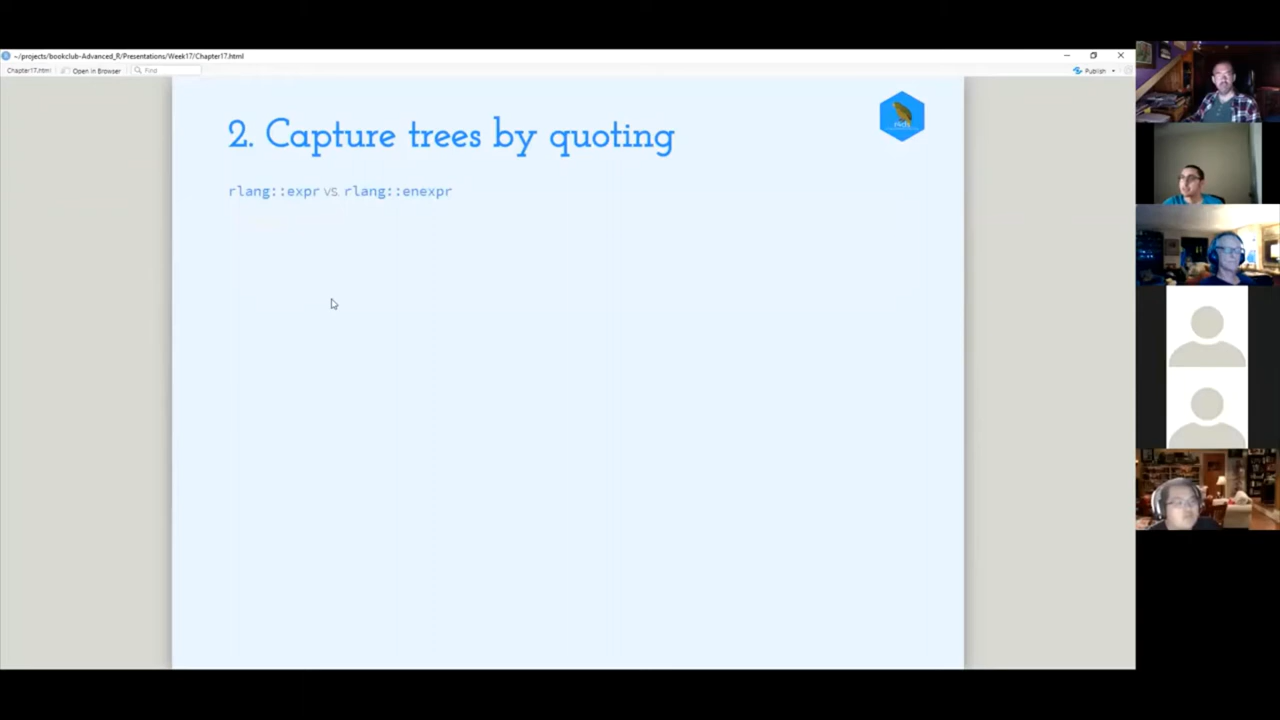 ~/projects/bookclub-Advanced_R/Presentations/Week17/Chapter17.html
Chapter17.html
Open in Browser
Find
Publish
2. Capture trees by quoting
rlang::expr vs. rlang::enexpr